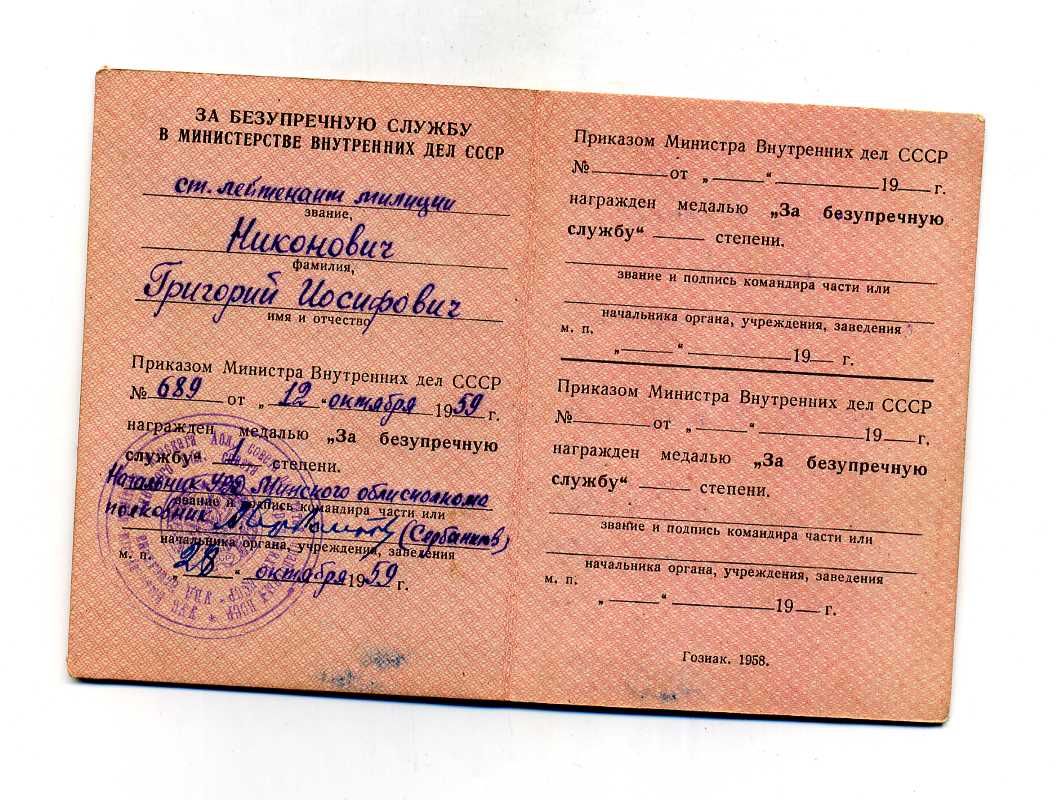 ЗА БЕЗУПРЕЧНУЮ СЛУЖБУ
В МИНИСТЕРСТВЕ ВНУТРЕННИХ ДЕЛ СССР
ст. лейтенант милиции
звание,
Никонович
фамилия,
Григорий Иосифович
имя и отчество
Приказом Министра Внутренних дел СССР
№ 689 от „ 12 “ октября 1959 г.
награжден медалью „За безупречную
службу“ 1 степени.
Начальник УВД Минского облисполкома
звание и подпись командира части или
полковник (Сербантов)
начальника органа, учреждения, заведения
м. п.
„ 28 “ октября 1959 г.
Приказом Министра Внутренних дел СССР
№ от „ “ 19 г.
награжден медалью „За безупречную
службу“ степени.
звание и подпись командира части или
начальника органа, учреждения, заведения
м. п.
„ “ 19 г.
Приказом Министра Внутренних дел СССР
№ от „ “ 19 г.
награжден медалью „За безупречную
службу“ степени.
звание и подпись командира части или
начальника органа, учреждения, заведения
м. п.
„ “ 19 г.
Гознак. 1958.